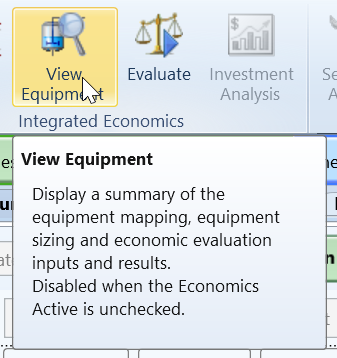 View
Equipment
Evaluate
Investment
Analysis
Integrated Economics
View Equipment
Display a summary of the
equipment mapping, equipment
sizing and economic evaluation
inputs and results.
Disabled when the Economics
Active is unchecked.